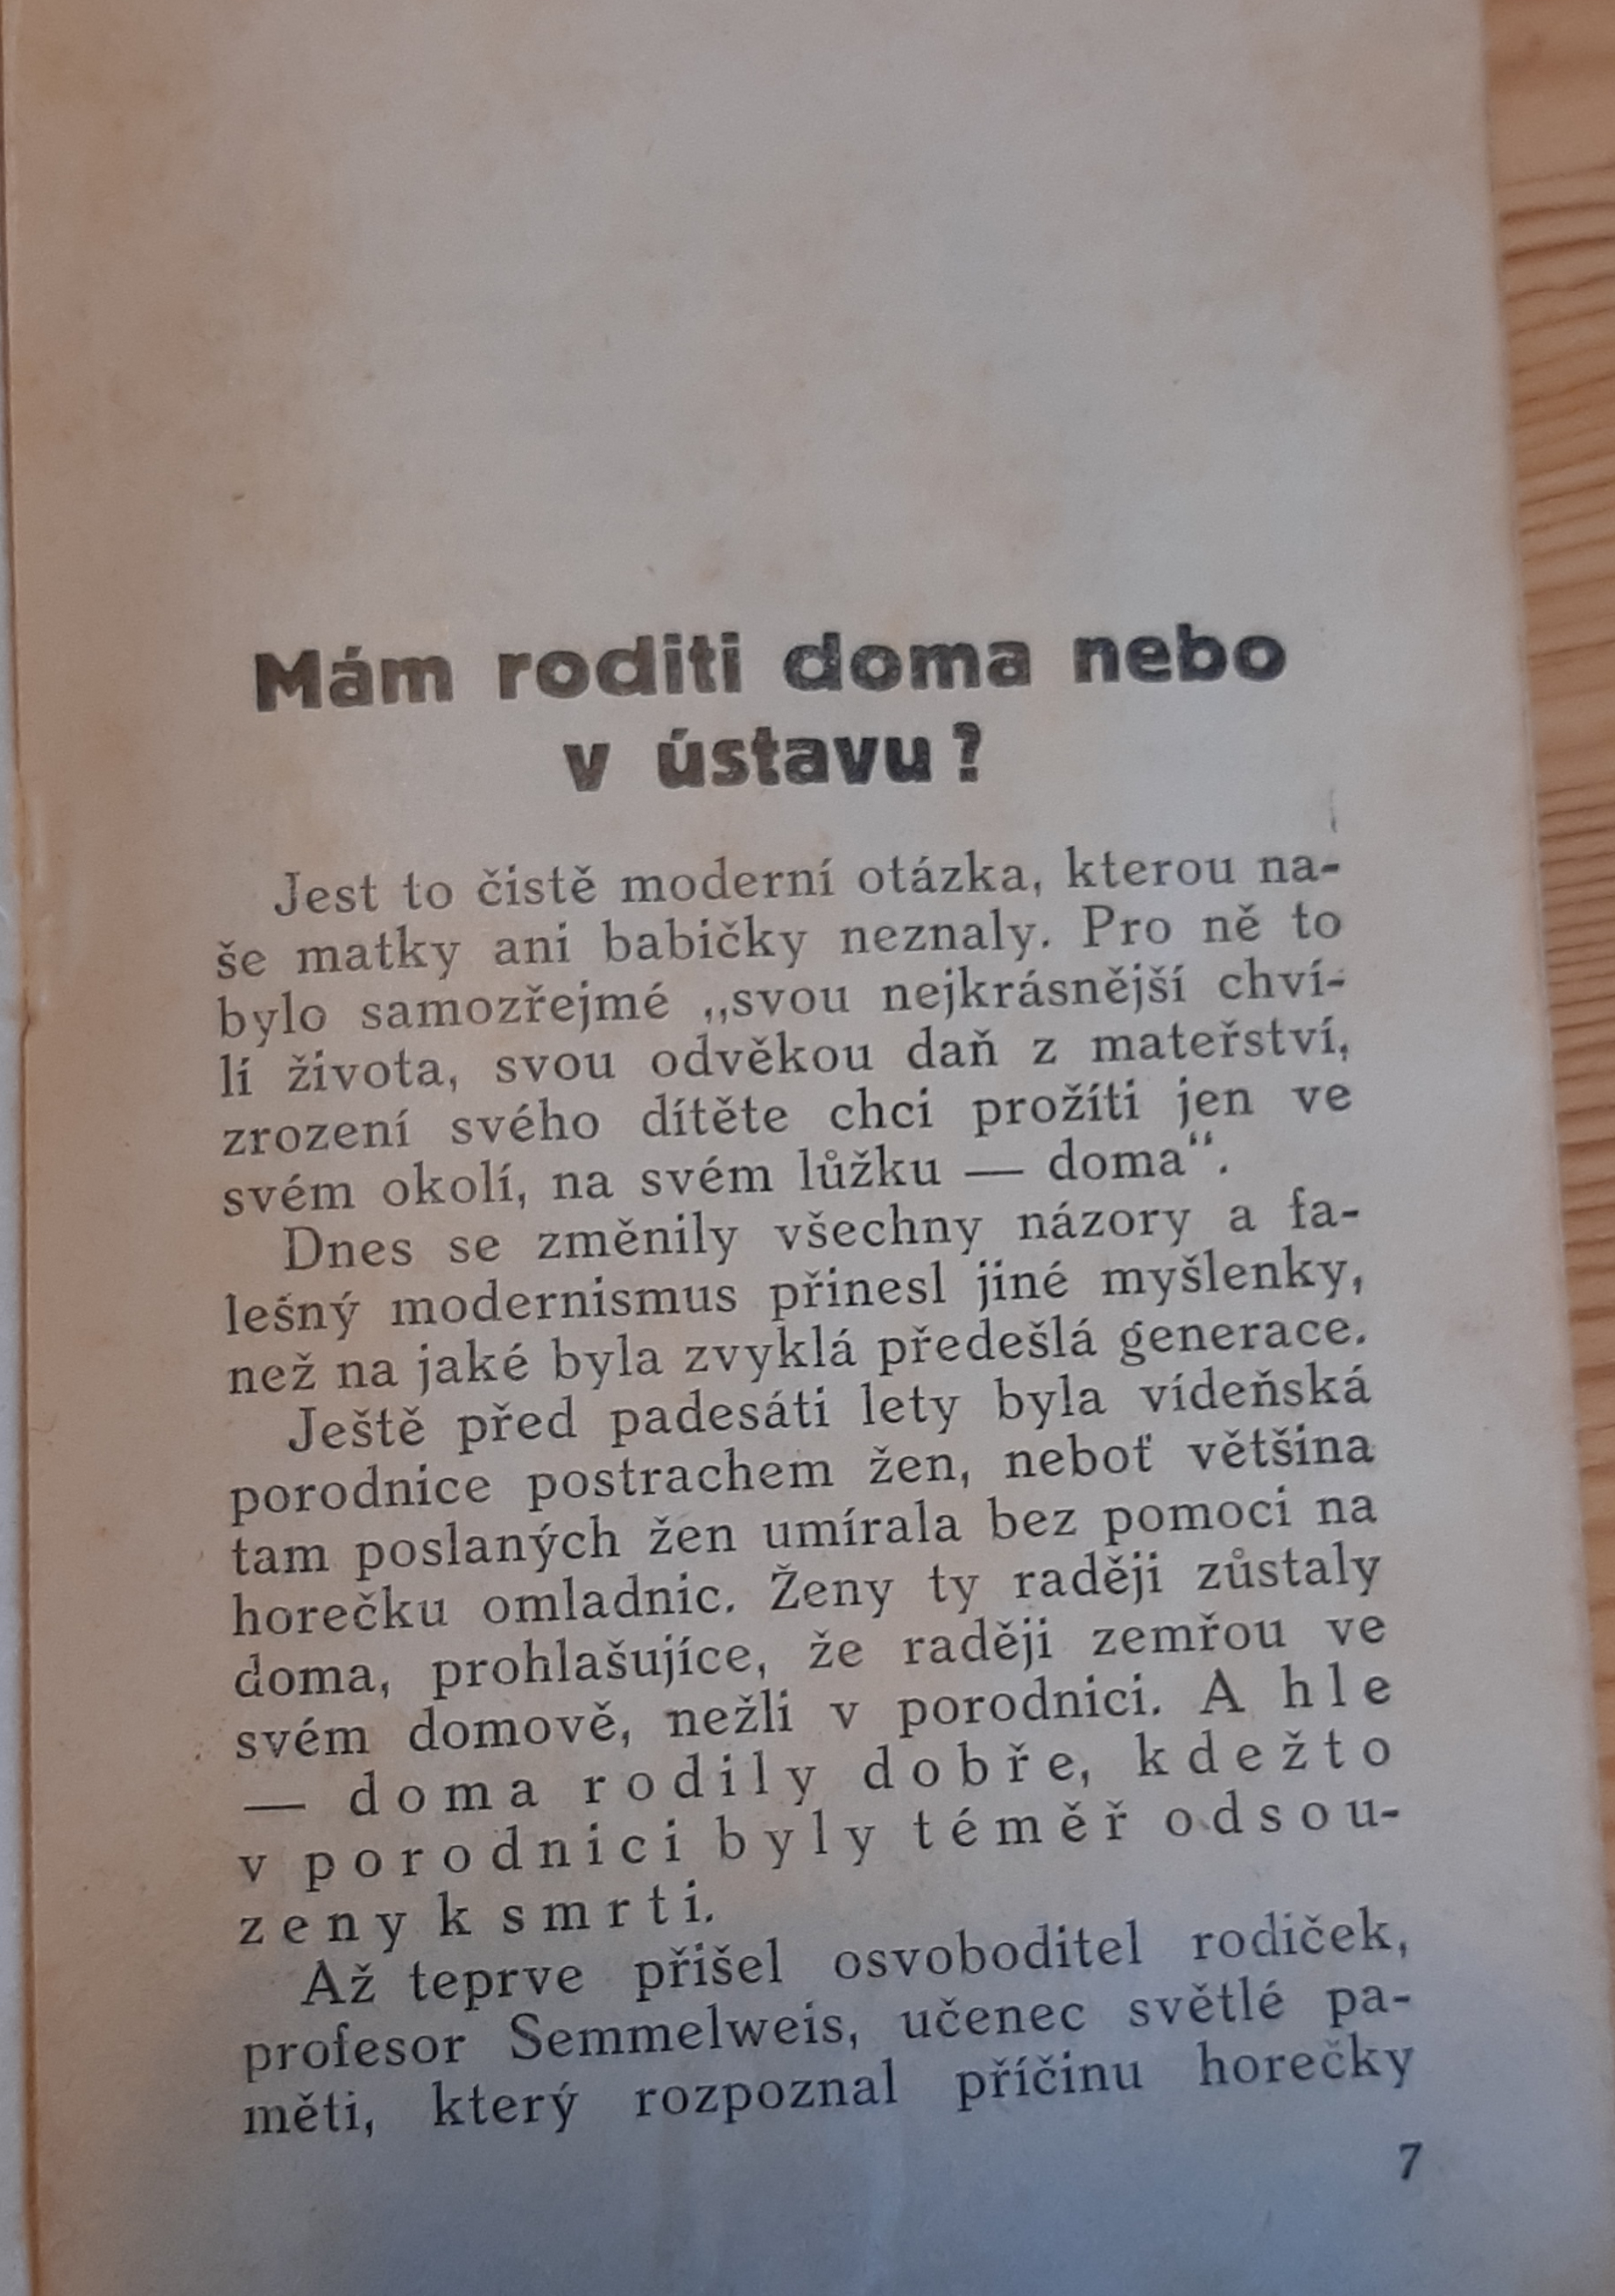 Mám roditi doma nebo
v ústavu?
Jest to čistě moderní otázka, kterou na-
še matky ani babičky neznaly. Pro ně to
bylo samozřejmé „svou nejkrásnější chví-
lí života, svou odvěkou daň z mateřství,
zrození svého dítěte chci prožíti jen ve
svém okolí, na svém lůžku — doma“.
Dnes se změnily všechny názory a fa-
lešný modernismus přinesl jiné myšlenky,
než na jaké byla zvyklá předešlá generace.
Ještě před padesáti lety byla vídeňská
porodnice postrachem žen, neboť většina
tam poslaných žen umírala bez pomoci na
horečku omladnic. Ženy ty raději zůstaly
doma, prohlašujíce, že raději zemřou ve
svém domově, nežli v porodnici. A hle
— doma rodily dobře, kdežto
v porodnici byly téměř odsou-
zeny k smrti.
Až teprve přišel osvoboditel rodiček,
profesor Semmelweis, učenec světlé pa-
měti, který rozpoznal příčinu horečky
7